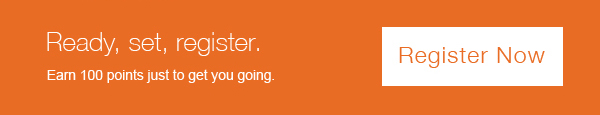 Ready, set, register.
Earn 100 points just to get you going.
Register Now